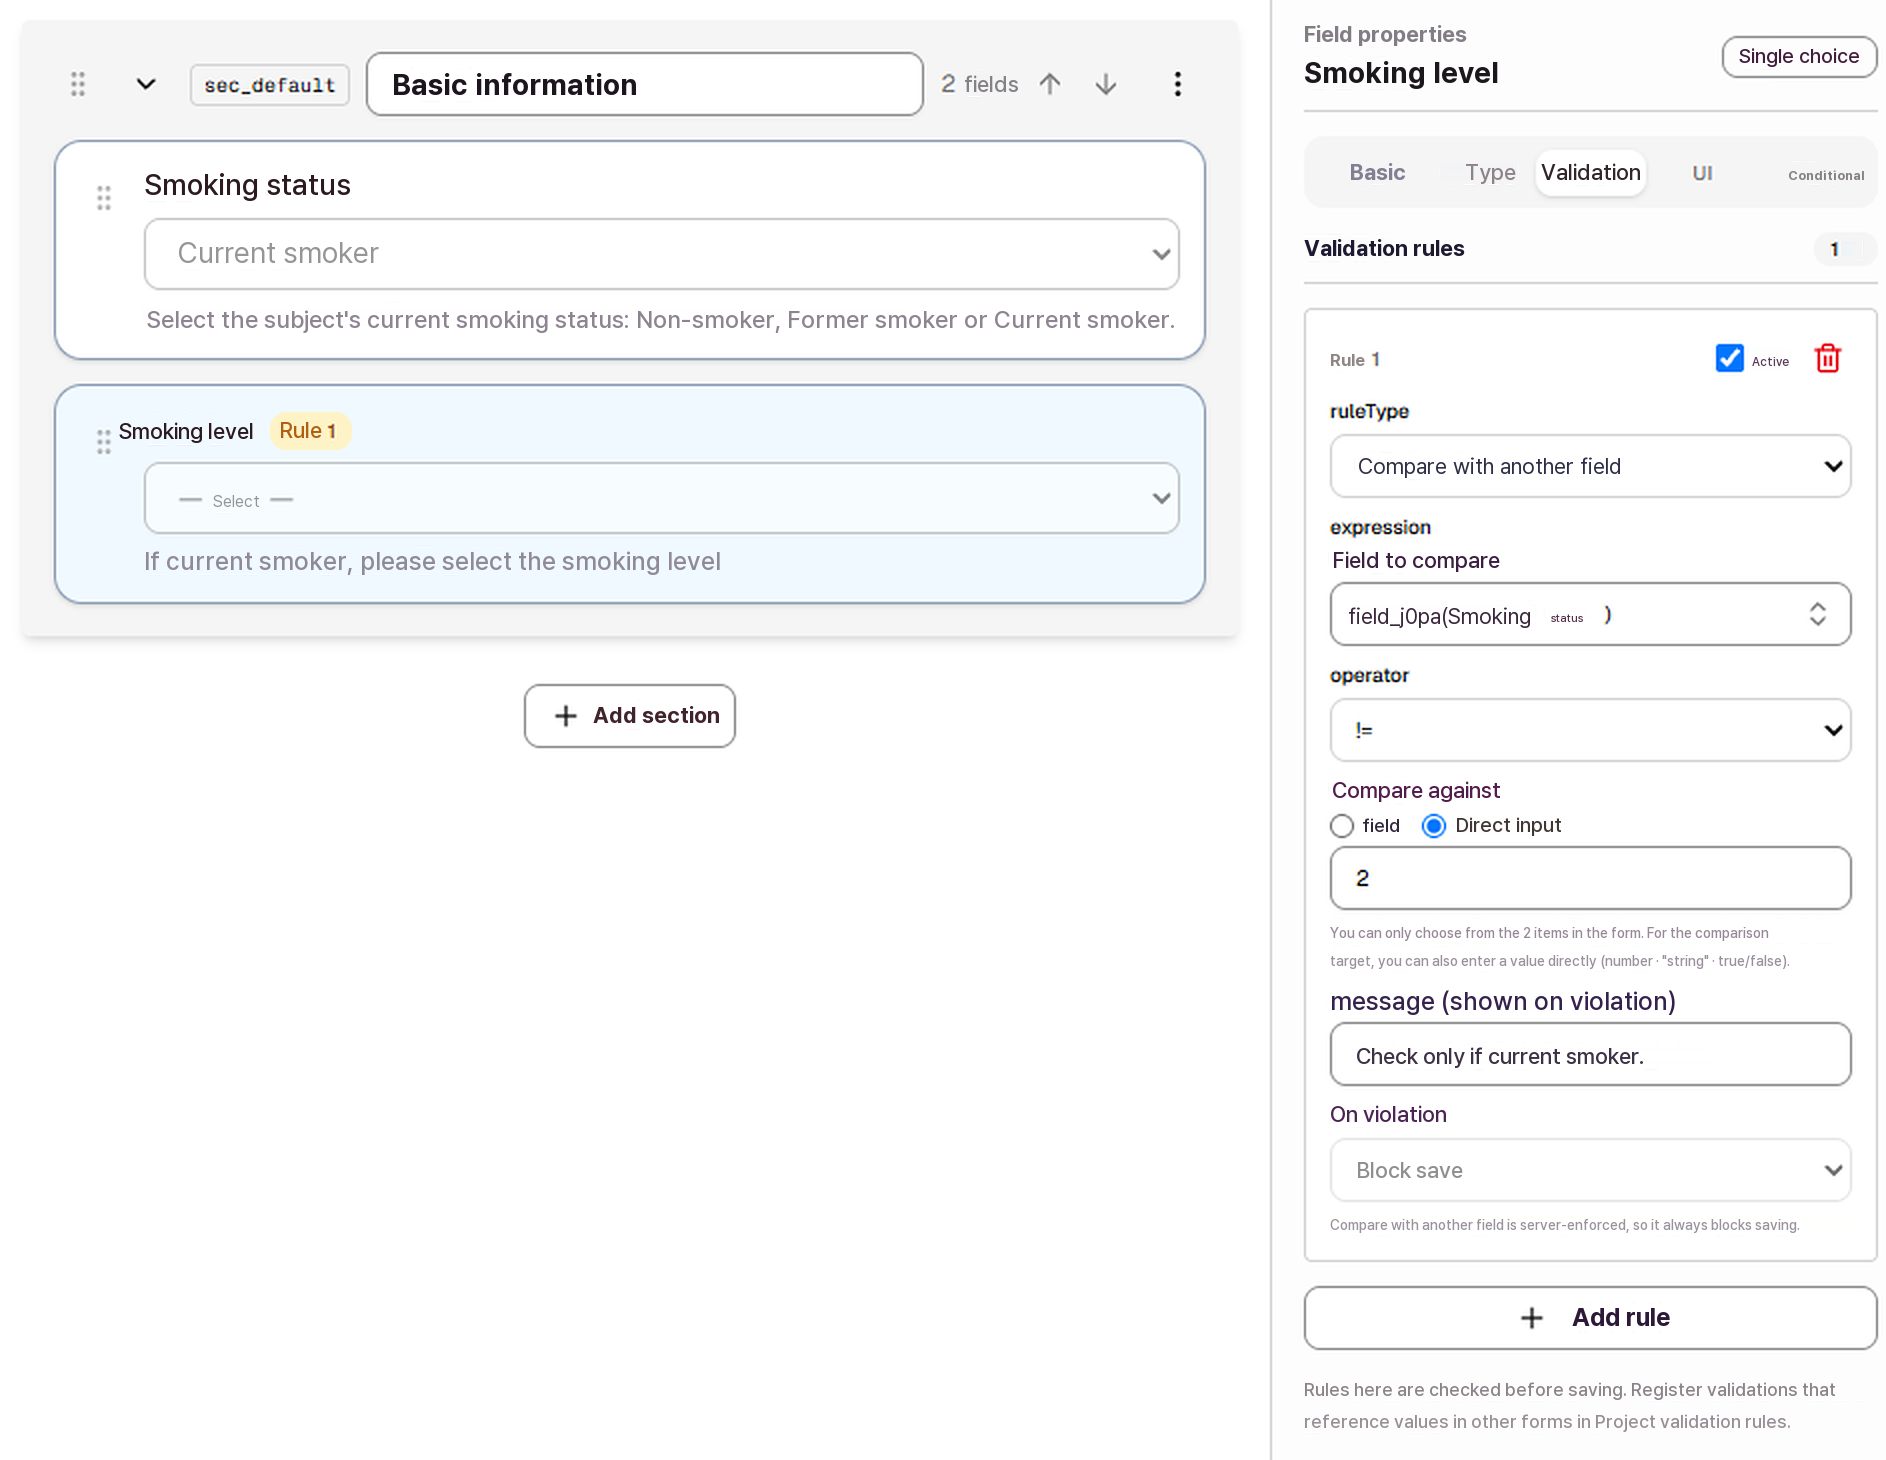 sec_default
Basic information
2 fields
Smoking status
Current smoker
Select the subject's current smoking status: Non-smoker, Former smoker or Current smoker.
Smoking level Rule 1
— Select —
If current smoker, please select the smoking level
+ Add section
Field properties
Smoking level
Single choice
Basic Type Validation UI Conditional
Validation rules 1
Rule 1 Active
ruleType
Compare with another field
expression
Field to compare
field_j0pa(Smoking status )
operator
!=
Compare against
field Direct input
2
You can only choose from the 2 items in the form. For the comparison
target, you can also enter a value directly (number · "string" · true/false).
message (shown on violation)
Check only if current smoker.
On violation
Block save
Compare with another field is server-enforced, so it always blocks saving.
+ Add rule
Rules here are checked before saving. Register validations that
reference values in other forms in Project validation rules.